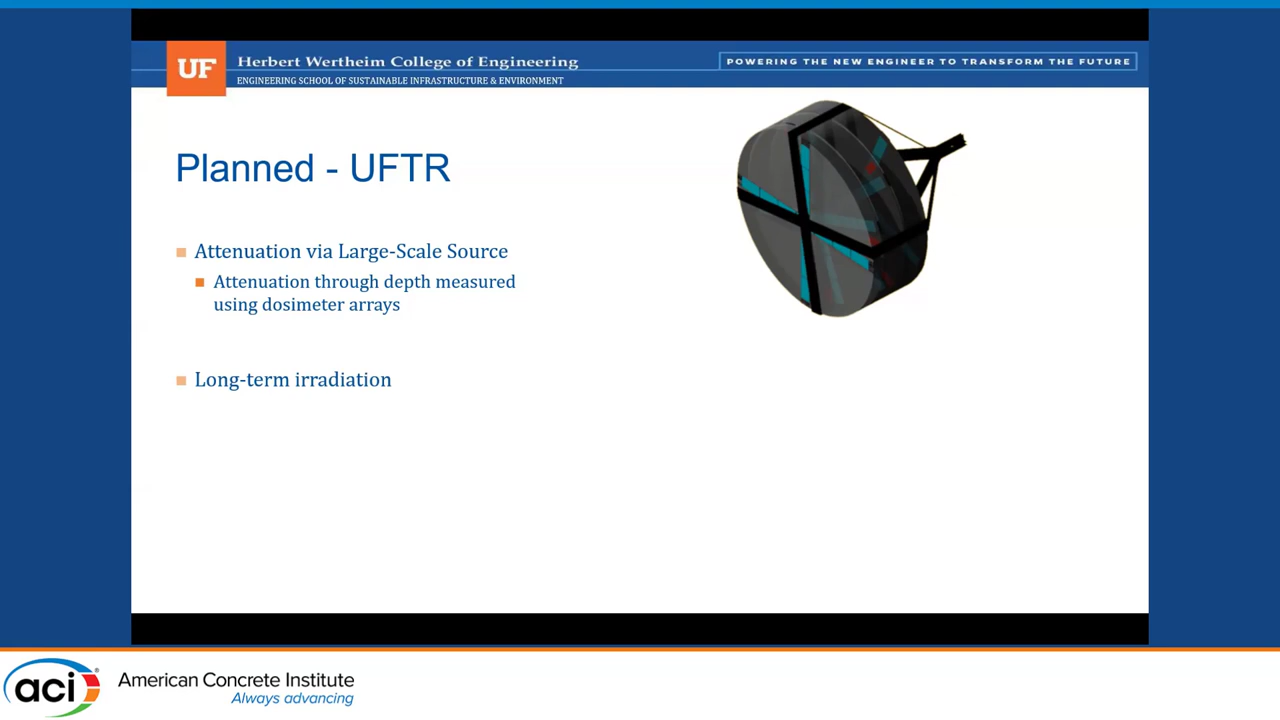 UF
Herbert Wertheim College of Engineering
ENGINEERING SCHOOL OF SUSTAINABLE INFRASTRUCTURE & ENVIRONMENT
POWERING THE NEW ENGINEER TO TRANSFORM THE FUTURE
Planned - UFTR
Attenuation via Large-Scale Source
Attenuation through depth measured
using dosimeter arrays
Long-term irradiation
aci®
American Concrete Institute
Always advancing